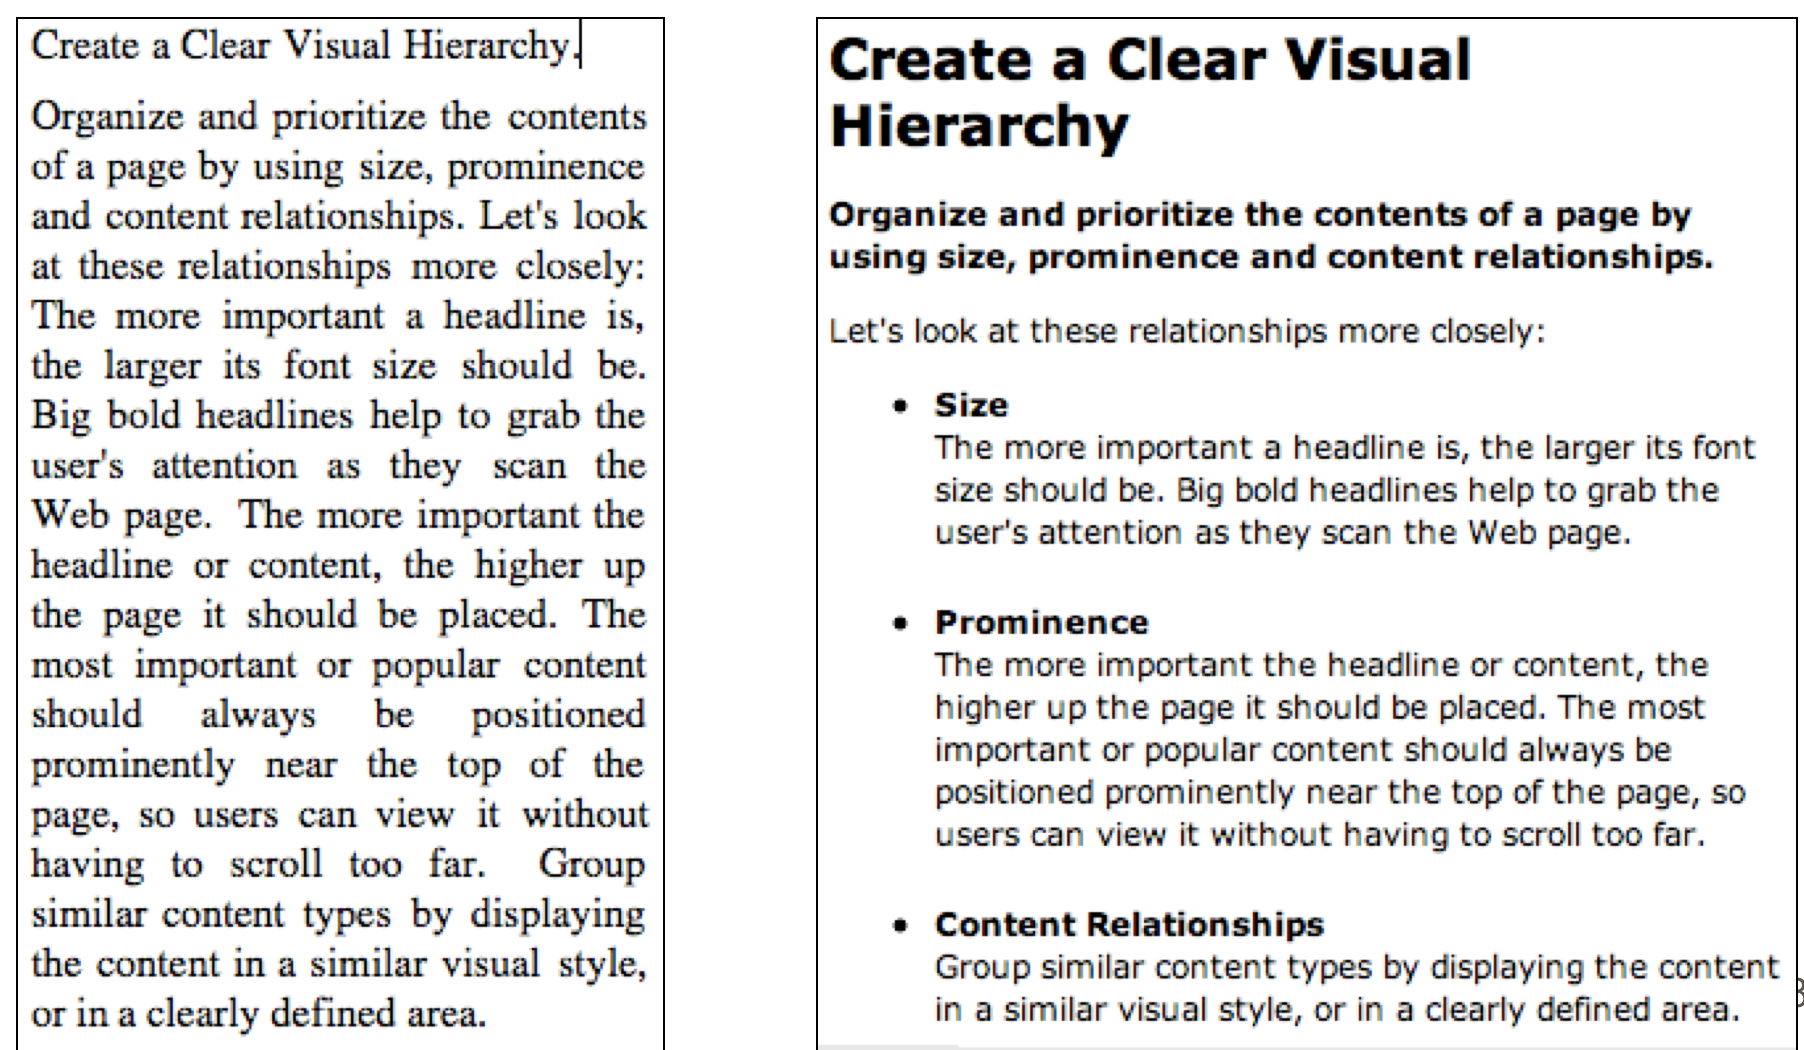 Create a Clear Visual Hierarchy.
Organize and prioritize the contents
of a page by using size, prominence
and content relationships. Let's look
at these relationships more closely:
The more important a headline is,
the larger its font size should be.
Big bold headlines help to grab the
user's attention as they scan the
Web page. The more important the
headline or content, the higher up
the page it should be placed. The
most important or popular content
should always be positioned
prominently near the top of the
page, so users can view it without
having to scroll too far. Group
similar content types by displaying
the content in a similar visual style,
or in a clearly defined area.
Create a Clear Visual
Hierarchy
Organize and prioritize the contents of a page by
using size, prominence and content relationships.
Let's look at these relationships more closely:
• Size
The more important a headline is, the larger its font
size should be. Big bold headlines help to grab the
user's attention as they scan the Web page.
• Prominence
The more important the headline or content, the
higher up the page it should be placed. The most
important or popular content should always be
positioned prominently near the top of the page, so
users can view it without having to scroll too far.
• Content Relationships
Group similar content types by displaying the content
in a similar visual style, or in a clearly defined area.